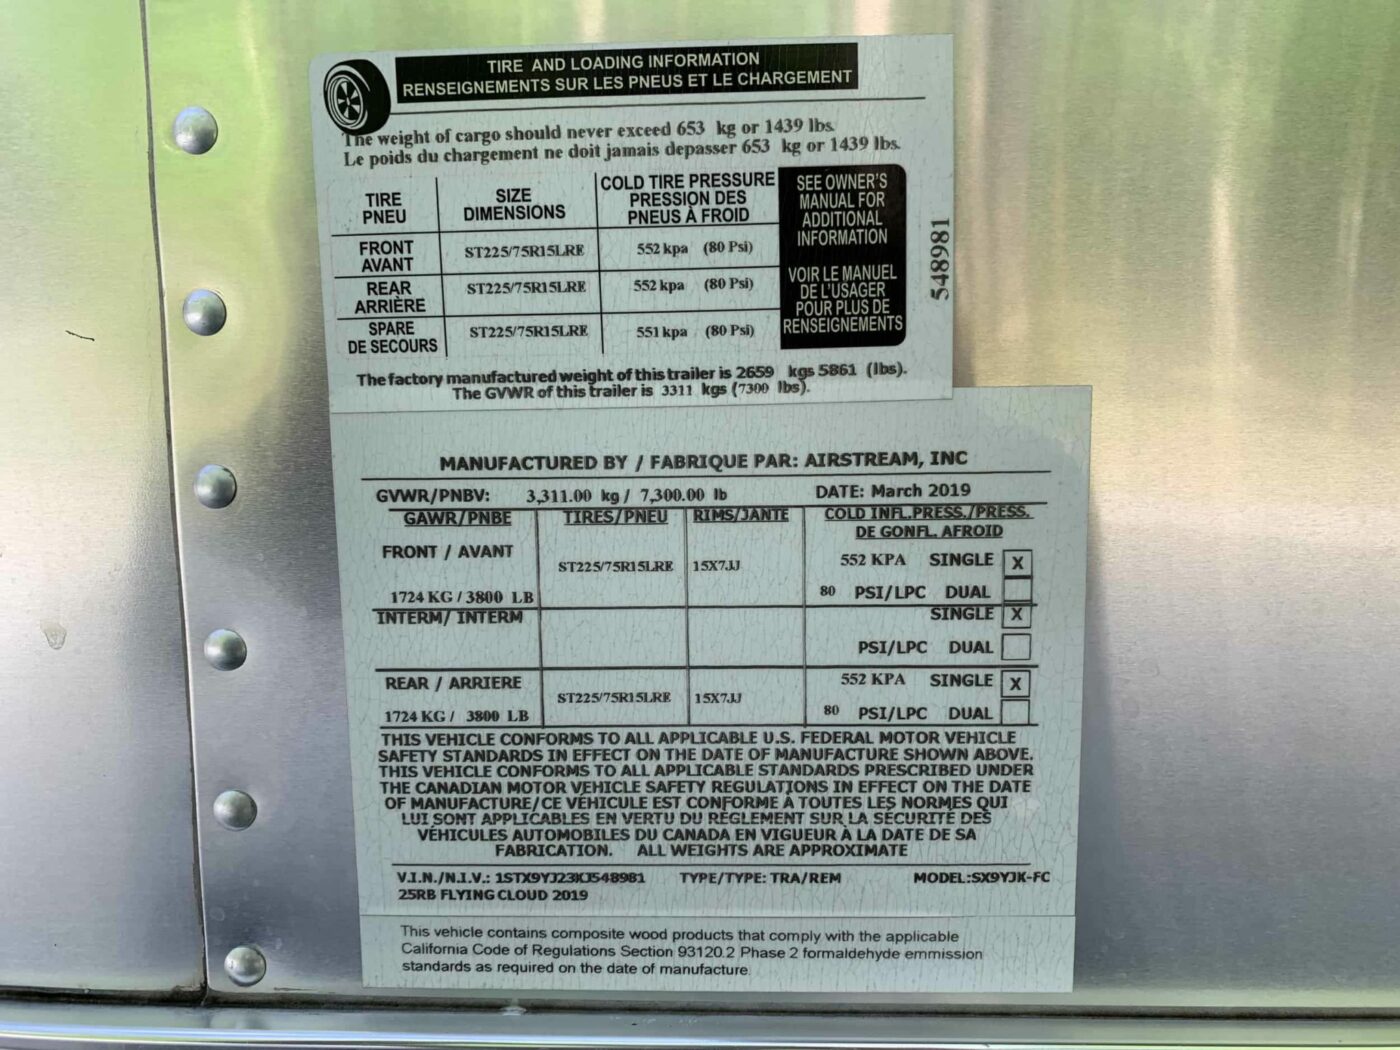 TIRE AND LOADING INFORMATION
RENSEIGNEMENTS SUR LES PNEUS ET LE CHARGEMENT
The weight of cargo should never exceed 653 kg or 1439 lbs.
Le poids du chargement ne doit jamais depasser 653 kg or 1439 lbs.
TIRE PNEU
SIZE DIMENSIONS
COLD TIRE PRESSURE PRESSION DES PNEUS À FROID
SEE OWNER'S
MANUAL FOR
ADDITIONAL
INFORMATION
VOIR LE MANUEL
DE L'USAGER
POUR PLUS DE
RENSEIGNEMENTS
548981
FRONT AVANT ST225/75R15LRE 552 kpa (80 Psi)
REAR ARRIÈRE ST225/75R15LRE 552 kpa (80 Psi)
SPARE DE SECOURS ST225/75R15LRE 551 kpa (80 Psi)
The factory manufactured weight of this trailer is 2659 kgs 5861 (lbs).
The GVWR of this trailer is 3311 kgs (7300 lbs).
MANUFACTURED BY / FABRIQUE PAR: AIRSTREAM, INC
GVWR/PNBV: 3,311.00 kg / 7,300.00 lb DATE: March 2019
GAWR/PNBE TIRES/PNEU RIMS/JANTE COLD INFL.PRESS./PRESS.
DE GONFL. AFROID
FRONT / AVANT
ST225/75R15LRE 15X7JJ 552 KPA SINGLE X
1724 KG / 3800 LB 80 PSI/LPC DUAL
INTERM/ INTERM SINGLE X
PSI/LPC DUAL
REAR / ARRIERE 552 KPA SINGLE X
ST225/75R15LRE 15X7JJ
1724 KG / 3800 LB 80 PSI/LPC DUAL
THIS VEHICLE CONFORMS TO ALL APPLICABLE U.S. FEDERAL MOTOR VEHICLE
SAFETY STANDARDS IN EFFECT ON THE DATE OF MANUFACTURE SHOWN ABOVE.
THIS VEHICLE CONFORMS TO ALL APPLICABLE STANDARDS PRESCRIBED UNDER
THE CANADIAN MOTOR VEHICLE SAFETY REGULATIONS IN EFFECT ON THE DATE
OF MANUFACTURE/CE VÉHICULE EST CONFORME À TOUTES LES NORMES QUI
LUI SONT APPLICABLES EN VERTU DU RÈGLEMENT SUR LA SÉCURITÉ DES
VÉHICULES AUTOMOBILES DU CANADA EN VIGUEUR À LA DATE DE SA
FABRICATION. ALL WEIGHTS ARE APPROXIMATE
V.I.N./N.I.V.: 1STX9YJ23KJ548981 TYPE/TYPE: TRA/REM MODEL:SX9YJK-FC
25RB FLYING CLOUD 2019
This vehicle contains composite wood products that comply with the applicable
California Code of Regulations Section 93120.2 Phase 2 formaldehyde emmission
standards as required on the date of manufacture.